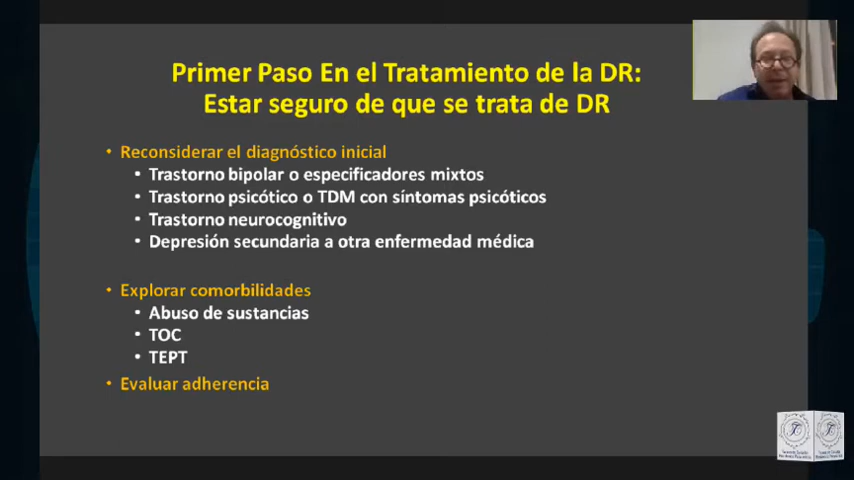 Primer Paso En el Tratamiento de la DR:
Estar seguro de que se trata de DR
• Reconsiderar el diagnóstico inicial
• Trastorno bipolar o especificadores mixtos
• Trastorno psicótico o TDM con síntomas psicóticos
• Trastorno neurocognitivo
• Depresión secundaria a otra enfermedad médica
• Explorar comorbilidades
• Abuso de sustancias
• TOC
• TEPT
• Evaluar adherencia